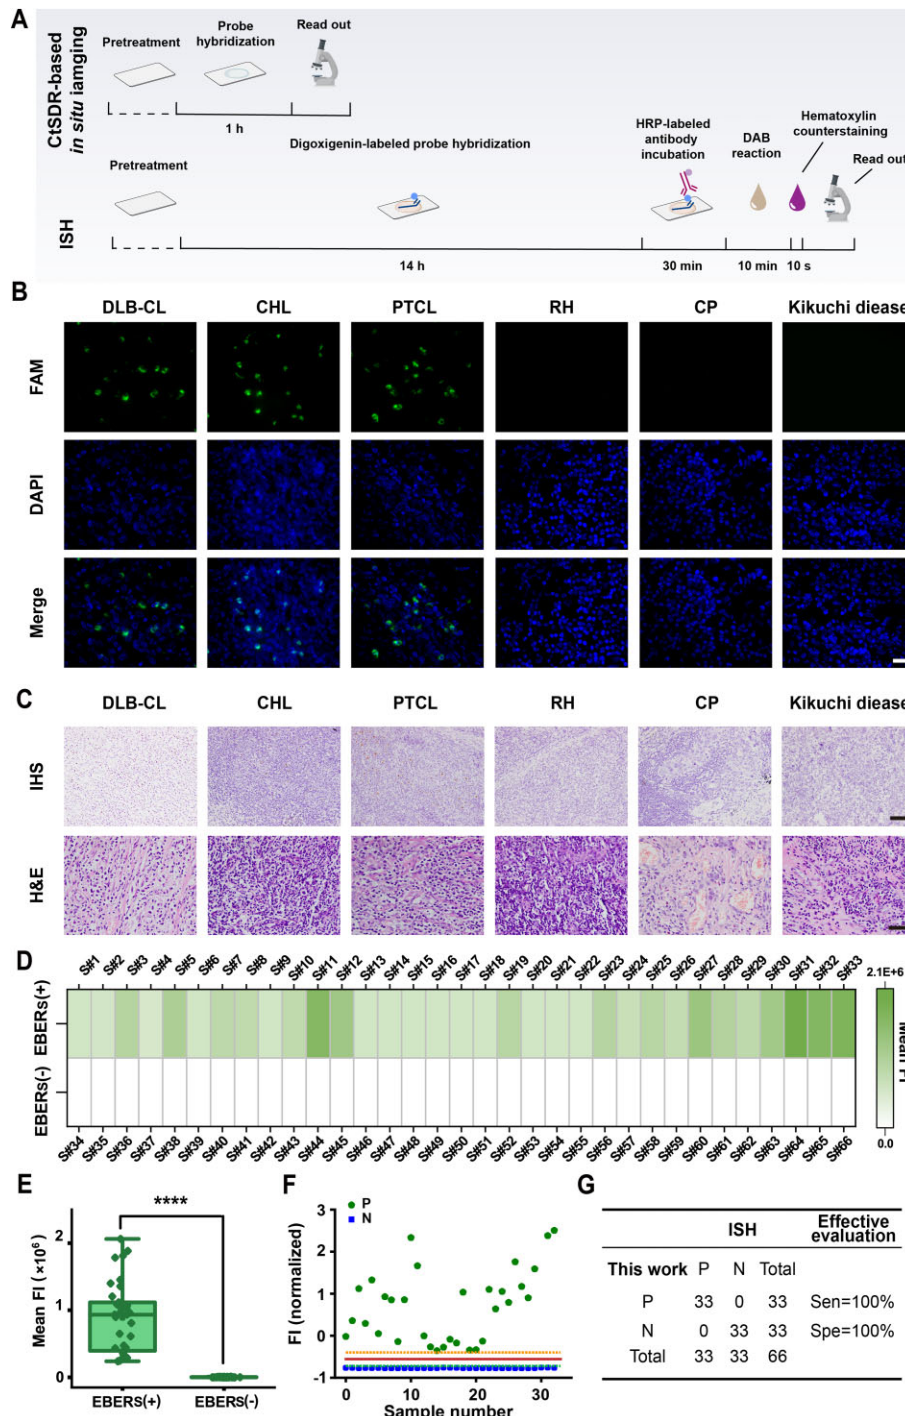 A
CtSDR-based
in situ iamging
Pretreatment
Probe
hybridization
Read out
1 h
ISH
Pretreatment
Digoxigenin-labeled probe hybridization
HRP-labeled
antibody
incubation
DAB
reaction
Hematoxylin
counterstaining
Read out
14 h
30 min
10 min
10 s
B
DLB-CL
CHL
PTCL
RH
CP
Kikuchi diease
FAM
DAPI
Merge
C
DLB-CL
CHL
PTCL
RH
CP
Kikuchi diease
IHS
H&E
D
S#1 S#2 S#3 S#4 S#5 S#6 S#7 S#8 S#9 S#10 S#11 S#12 S#13 S#14 S#15 S#16 S#17 S#18 S#19 S#20 S#21 S#22 S#23 S#24 S#25 S#26 S#27 S#28 S#29 S#30 S#31 S#32 S#33
EBERs(+)
EBERs(-)
S#34 S#35 S#36 S#37 S#38 S#39 S#40 S#41 S#42 S#43 S#44 S#45 S#46 S#47 S#48 S#49 S#50 S#51 S#52 S#53 S#54 S#55 S#56 S#57 S#58 S#59 S#60 S#61 S#62 S#63 S#64 S#65 S#66
2.1E+6
Mean FI
0.0
E
****
Mean FI (×10⁶)
2
1
0
EBERs(+)
EBERs(-)
F
P
N
FI (normalized)
3
2
1
0
-1
0
10
20
30
Sample number
G
ISH
Effective
evaluation
This work P N Total
P 33 0 33 Sen=100%
N 0 33 33 Spe=100%
Total 33 33 66